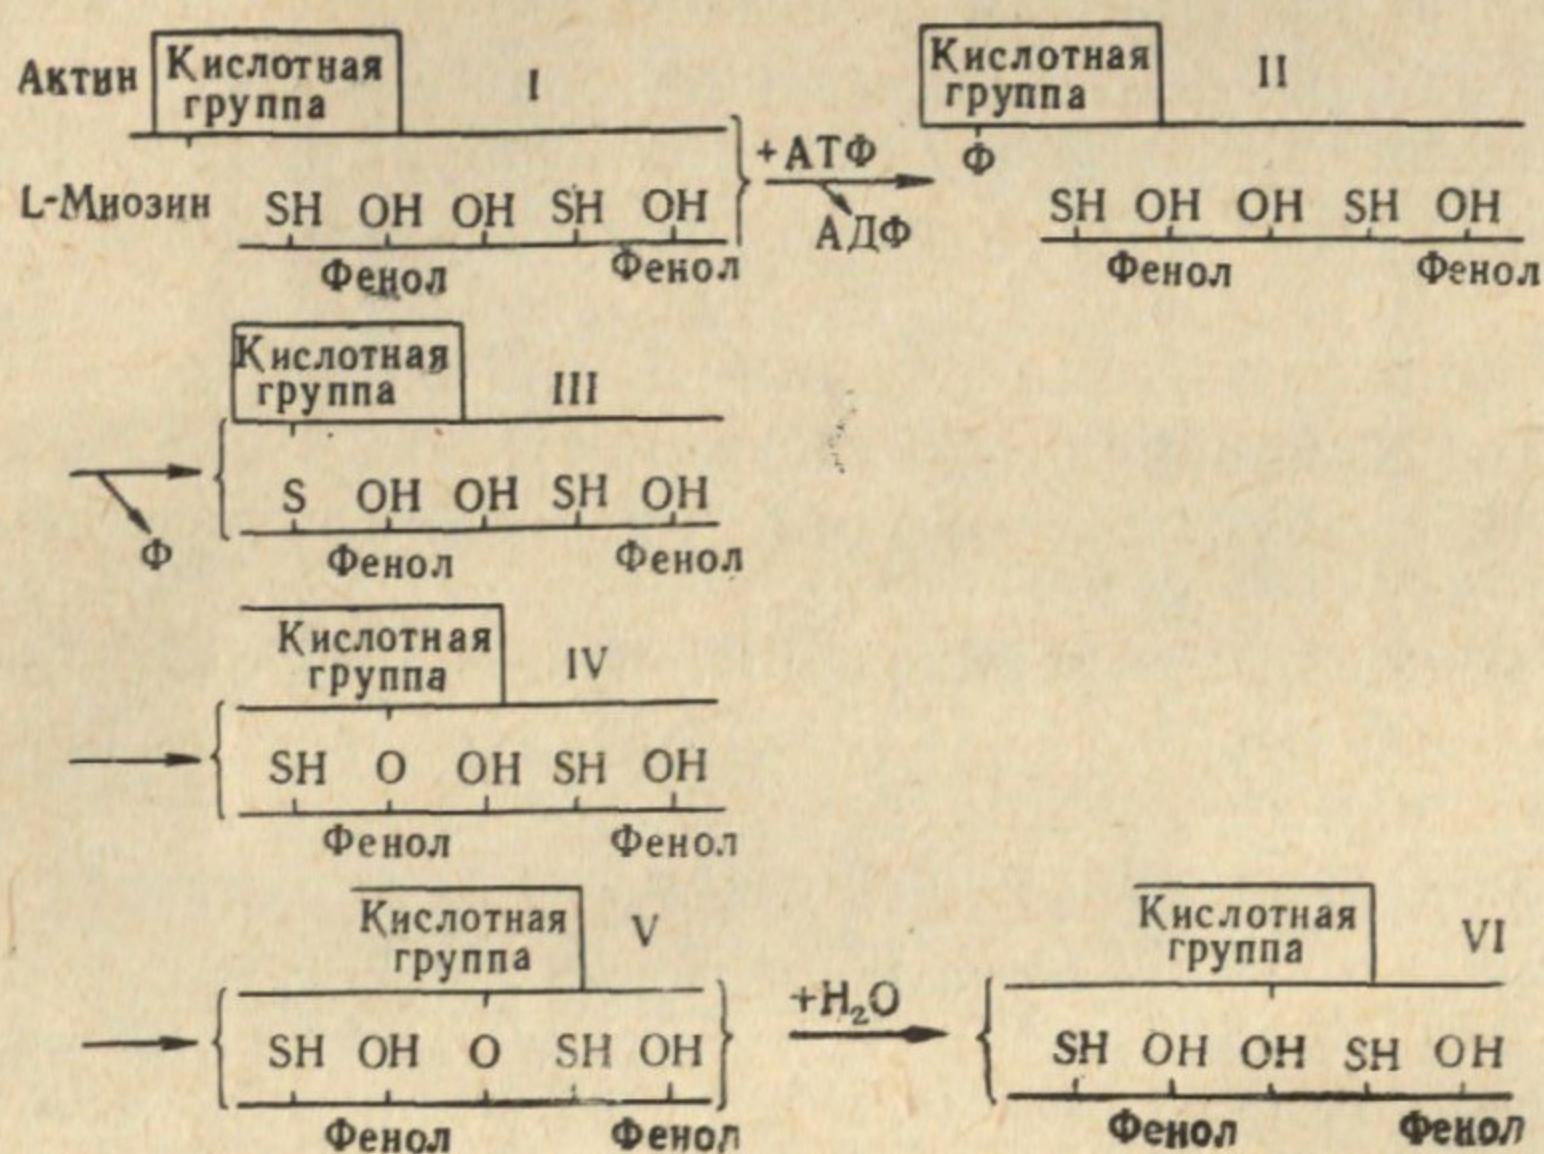 Актин Кислотная группа I
L-Миозин SH OH OH SH OH
Фенол Фенол
+АТФ
АДФ
Кислотная группа II
Ф
SH OH OH SH OH
Фенол Фенол
Кислотная группа III
Ф
S OH OH SH OH
Фенол Фенол
Кислотная группа IV
SH O OH SH OH
Фенол Фенол
Кислотная группа V
SH OH O SH OH
Фенол Фенол
+H₂O
Кислотная группа VI
SH OH OH SH OH
Фенол Фенол